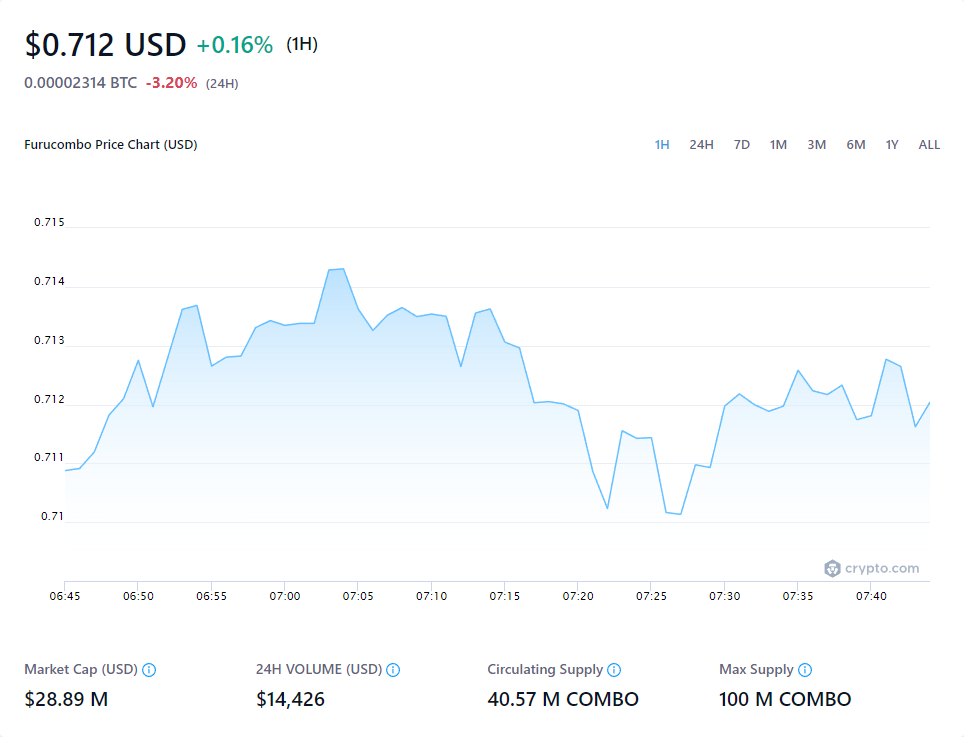 $0.712 USD +0.16% (1H)
0.00002314 BTC -3.20% (24H)
Furucombo Price Chart (USD)
1H 24H 7D 1M 3M 6M 1Y ALL
0.715
0.714
0.713
0.712
0.711
0.71
crypto.com
06:45 06:50 06:55 07:00 07:05 07:10 07:15 07:20 07:25 07:30 07:35 07:40
Market Cap (USD) 24H VOLUME (USD) Circulating Supply Max Supply
$28.89 M $14,426 40.57 M COMBO 100 M COMBO